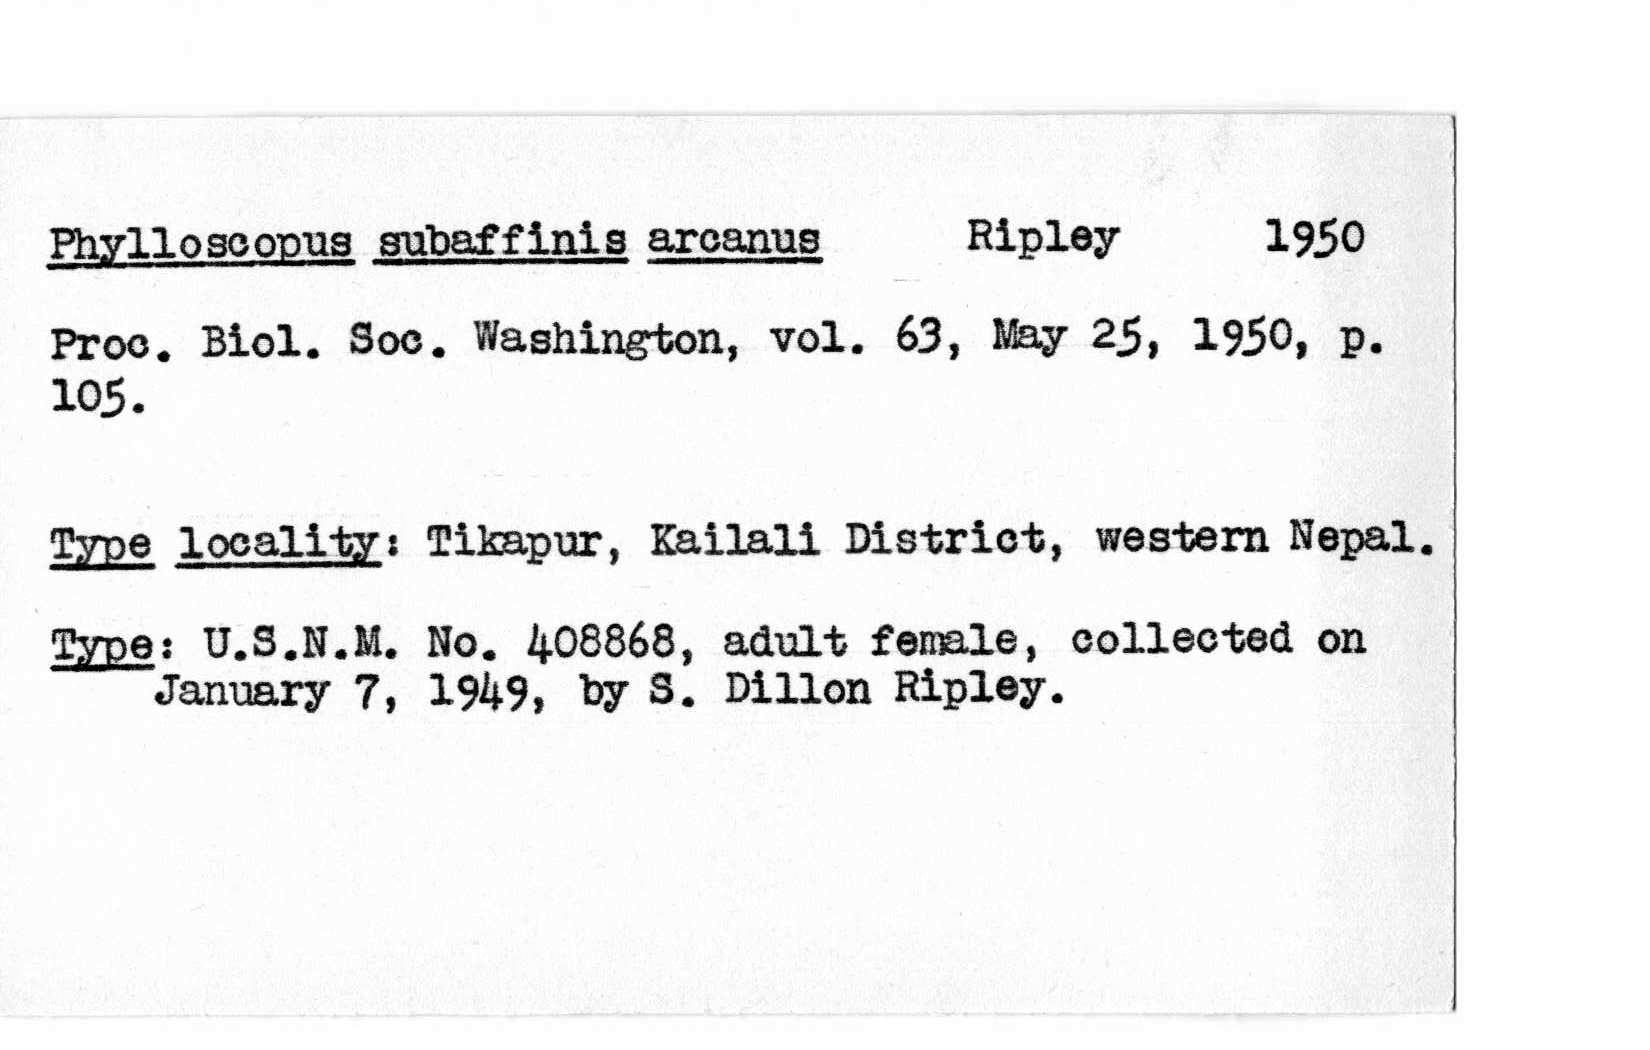 Phylloscopus subaffinis arcanus Ripley 1950
Proc. Biol. Soc. Washington, vol. 63, May 25, 1950, p.
105.
Type locality: Tikapur, Kailali District, western Nepal.
Type: U.S.N.M. No. 408868, adult female, collected on
January 7, 1949, by S. Dillon Ripley.